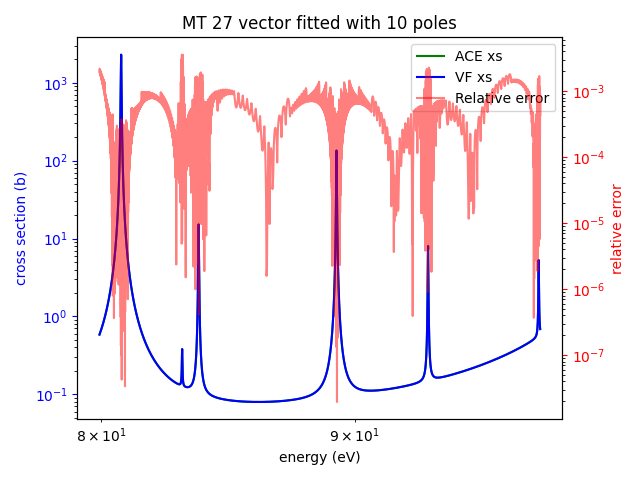 MT 27 vector fitted with 10 poles
ACE xs
VF xs
Relative error
cross section (b)
10³
10²
10¹
10⁰
10⁻¹
relative error
10⁻³
10⁻⁴
10⁻⁵
10⁻⁶
10⁻⁷
8 × 10¹
9 × 10¹
energy (eV)